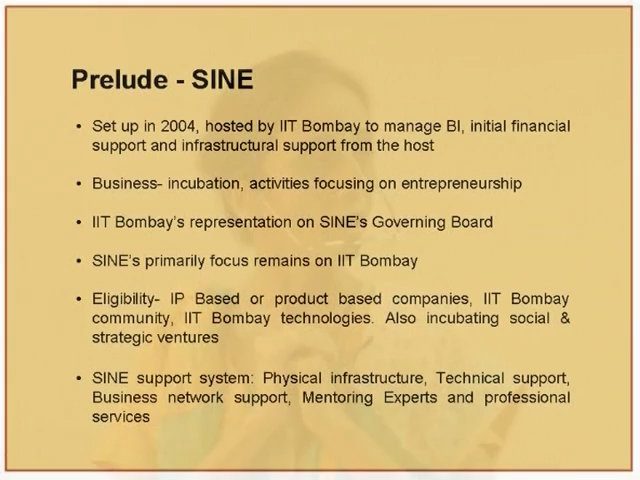 Prelude - SINE
• Set up in 2004, hosted by IIT Bombay to manage BI, initial financial
support and infrastructural support from the host
• Business- incubation, activities focusing on entrepreneurship
• IIT Bombay's representation on SINE's Governing Board
• SINE's primarily focus remains on IIT Bombay
• Eligibility- IP Based or product based companies, IIT Bombay
community, IIT Bombay technologies. Also incubating social &
strategic ventures
• SINE support system: Physical infrastructure, Technical support,
Business network support, Mentoring Experts and professional
services